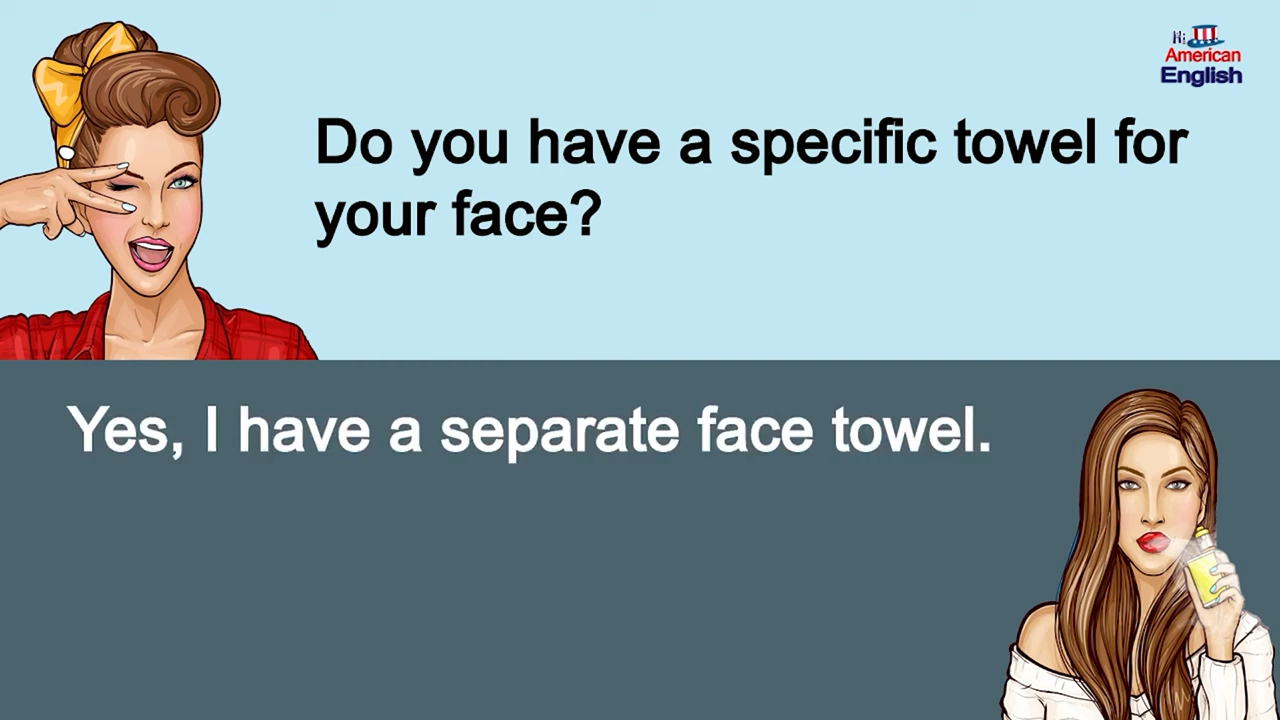 Hi
American
English
Do you have a specific towel for
your face?
Yes, I have a separate face towel.